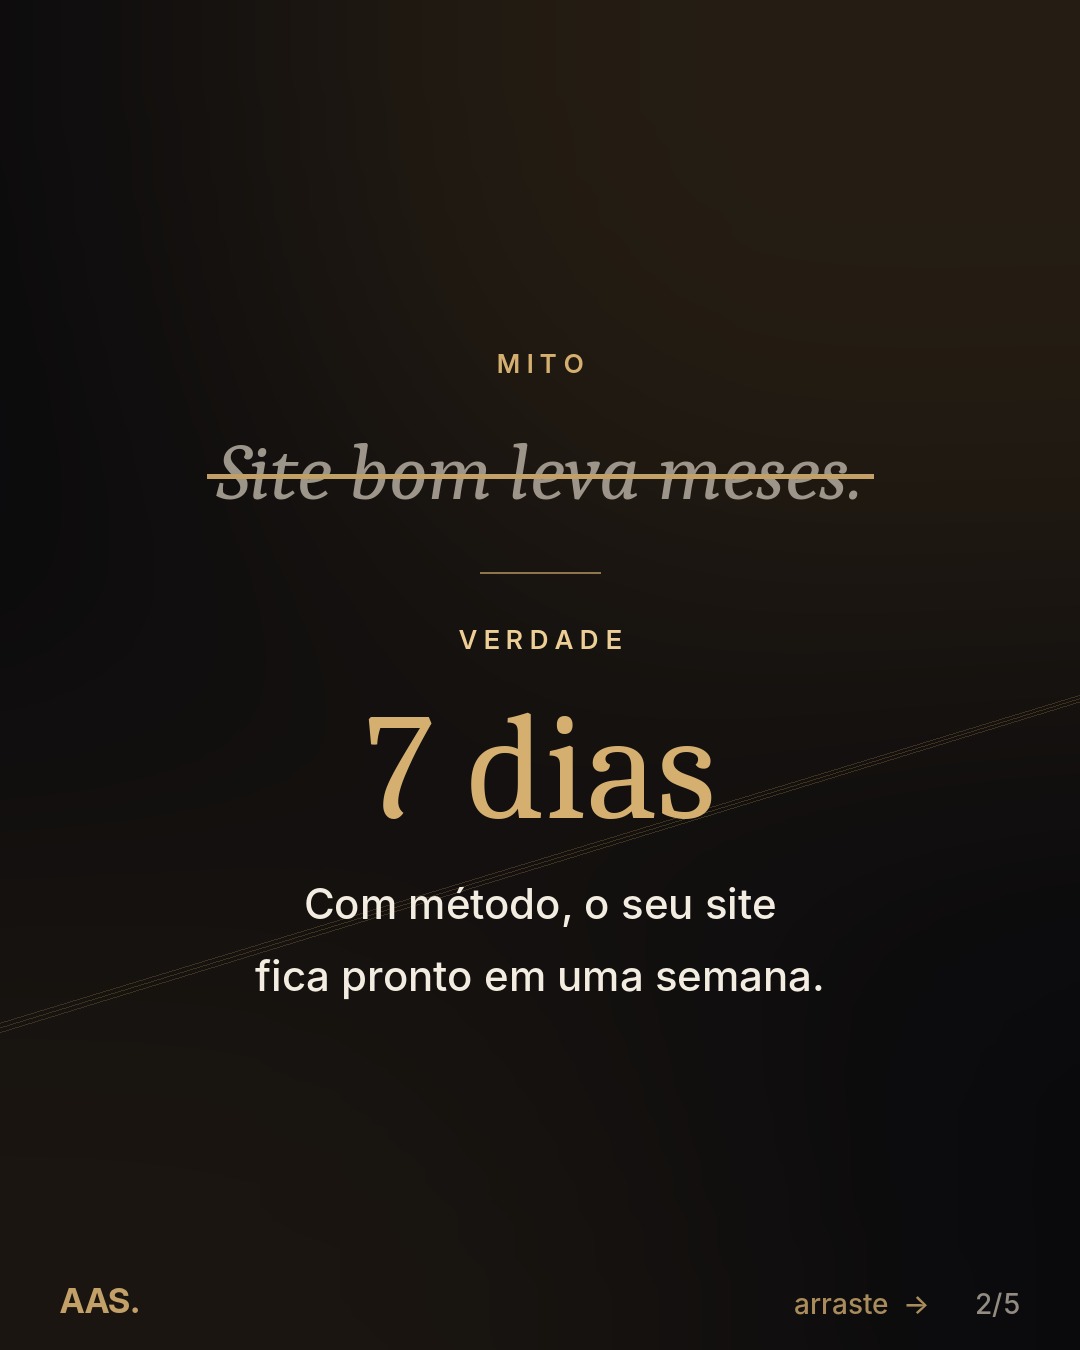 MITO
Site bom leva meses.
VERDADE
7 dias
Com método, o seu site
fica pronto em uma semana.
AAS.
arraste → 2/5